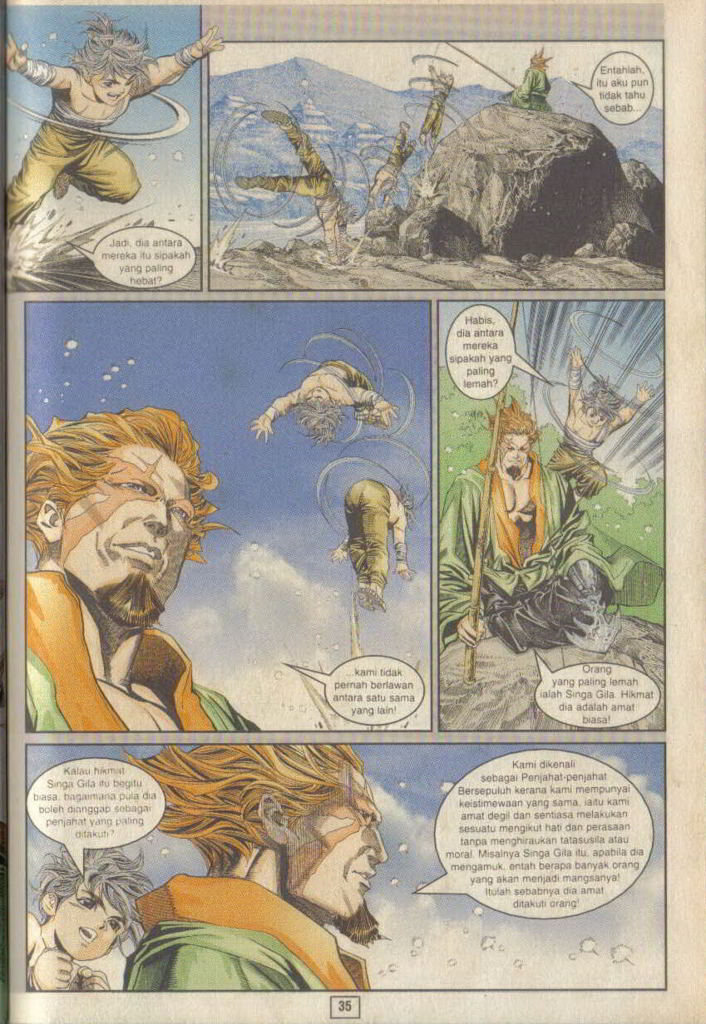 Jadi, dia antara
mereka itu sipakah
yang paling
hebat?
Entahlah,
itu aku pun
tidak tahu
sebab...
...kami tidak
pernah berlawan
antara satu sama
yang lain!
Habis,
dia antara
mereka
sipakah yang
paling
lemah?
Orang
yang paling lemah
ialah Singa Gila. Hikmat
dia adalah amat
biasa!
Kalau hikmat
Singa Gila itu begitu
biasa, bagaimana pula dia
boleh dianggap sebagai
penjahat yang paling
ditakuti?
Kami dikenali
sebagai Penjahat-penjahat
Bersepuluh kerana kami mempunyai
keistimewaan yang sama, iaitu kami
amat degil dan sentiasa melakukan
sesuatu mengikut hati dan perasaan
tanpa menghiraukan tatasusila atau
moral. Misalnya Singa Gila itu, apabila dia
mengamuk, entah berapa banyak orang
yang akan menjadi mangsanya!
Itulah sebabnya dia amat
ditakuti orang!
35